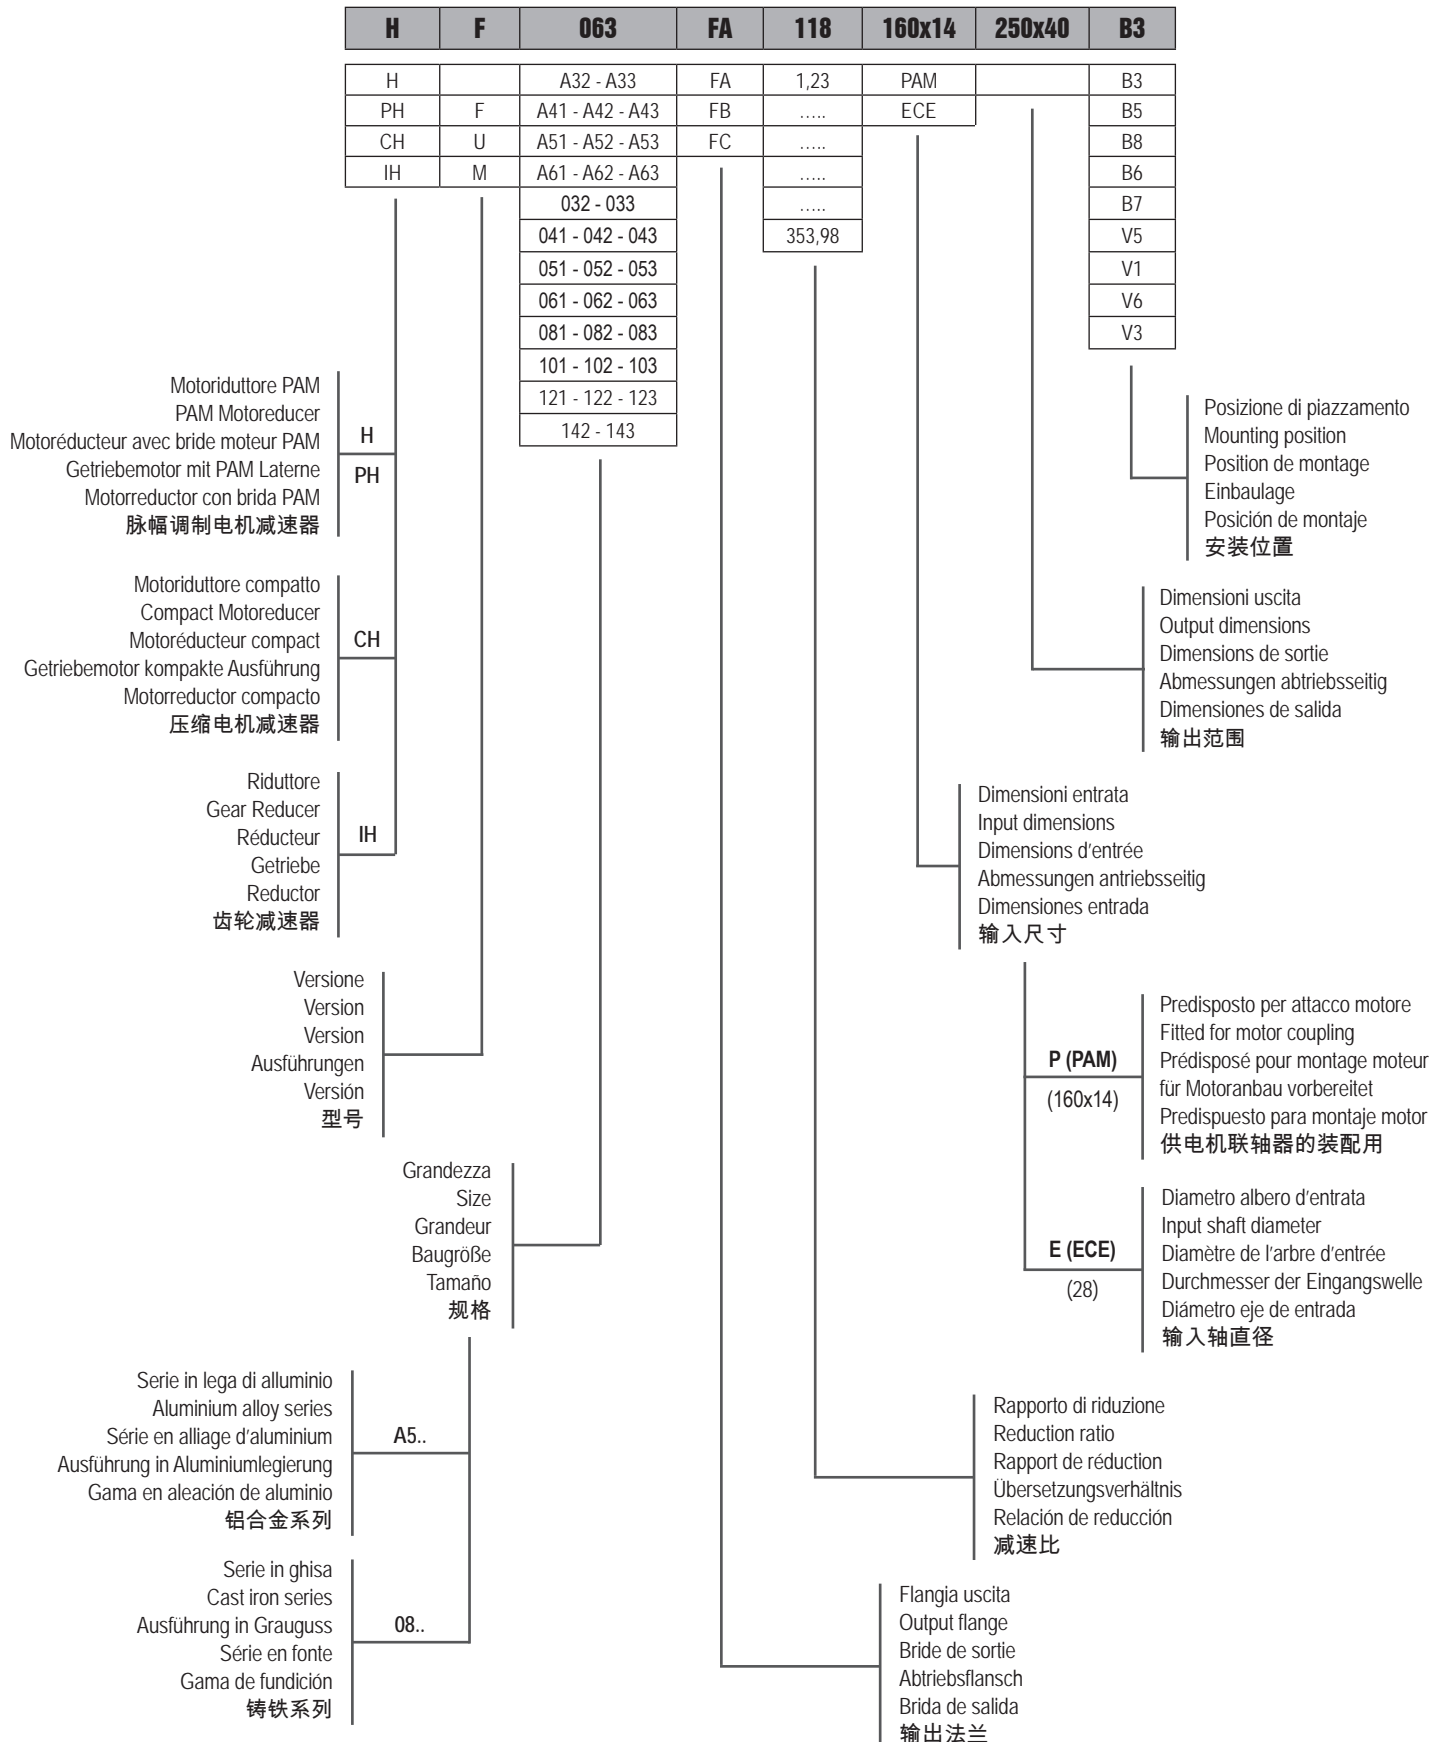 H F 063 FA 118 160x14 250x40 B3
H A32 - A33 FA 1,23 PAM B3
PH F A41 - A42 - A43 FB ..... ECE B5
CH U A51 - A52 - A53 FC ..... B8
IH M A61 - A62 - A63 ..... B6
032 - 033 ..... B7
041 - 042 - 043 353,98 V5
051 - 052 - 053 V1
061 - 062 - 063 V6
081 - 082 - 083 V3
101 - 102 - 103
121 - 122 - 123
142 - 143
Motoriduttore PAM
PAM Motoreducer
Motoréducteur avec bride moteur PAM
Getriebemotor mit PAM Laterne
Motorreductor con brida PAM
脉幅调制电机减速器
H
PH
Posizione di piazzamento
Mounting position
Position de montage
Einbaulage
Posición de montaje
安装位置
Motoriduttore compatto
Compact Motoreducer
Motoréducteur compact
Getriebemotor kompakte Ausführung
Motorreductor compacto
压缩电机减速器
CH
Dimensioni uscita
Output dimensions
Dimensions de sortie
Abmessungen abtriebsseitig
Dimensiones de salida
输出范围
Riduttore
Gear Reducer
Réducteur
Getriebe
Reductor
齿轮减速器
IH
Dimensioni entrata
Input dimensions
Dimensions d'entrée
Abmessungen antriebsseitig
Dimensiones entrada
输入尺寸
Versione
Version
Version
Ausführungen
Versión
型号
P (PAM)
(160x14)
Predisposto per attacco motore
Fitted for motor coupling
Prédisposé pour montage moteur
für Motoranbau vorbereitet
Predispuesto para montaje motor
供电机联轴器的装配用
Grandezza
Size
Grandeur
Baugröße
Tamaño
规格
E (ECE)
(28)
Diametro albero d'entrata
Input shaft diameter
Diamètre de l'arbre d'entrée
Durchmesser der Eingangswelle
Diámetro eje de entrada
输入轴直径
Serie in lega di alluminio
Aluminium alloy series
Série en alliage d'aluminium
Ausführung in Aluminiumlegierung
Gama en aleación de aluminio
铝合金系列
A5..
Rapporto di riduzione
Reduction ratio
Rapport de réduction
Übersetzungsverhältnis
Relación de reducción
减速比
Serie in ghisa
Cast iron series
Ausführung in Grauguss
Série en fonte
Gama de fundición
铸铁系列
08..
Flangia uscita
Output flange
Bride de sortie
Abtriebsflansch
Brida de salida
输出法兰